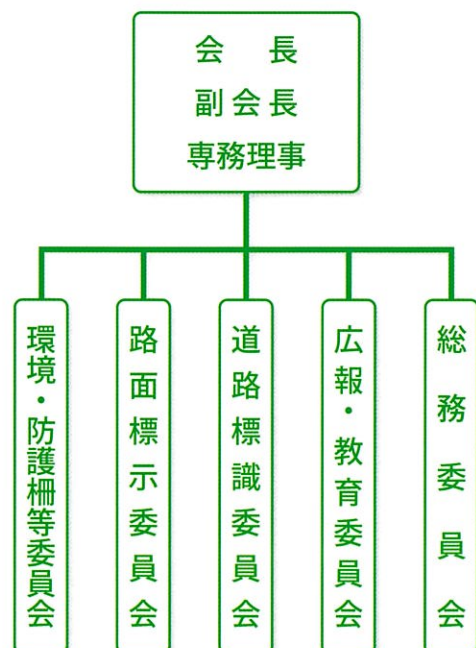 会長
副会長
専務理事
総務委員会
広報・教育委員会
道路標識委員会
路面標示委員会
環境・防護柵等委員会